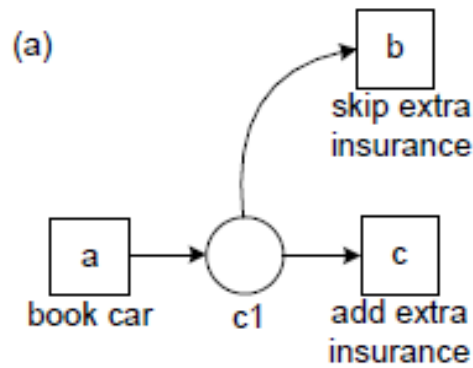 (a)
b
skip extra
insurance
a
book car
c1
c
add extra
insurance